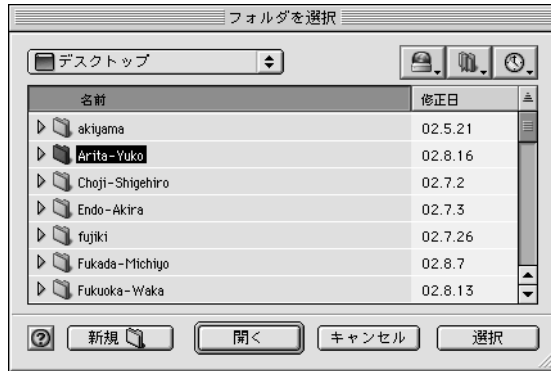 フォルダを選択
デスクトップ
名前 修正日
akiyama 02.5.21
Arita-Yuko 02.8.16
Choji-Shigehiro 02.7.2
Endo-Akira 02.7.3
fujiki 02.7.26
Fukada-Michiyo 02.8.7
Fukuoka-Waka 02.8.13
? 新規 開く キャンセル 選択